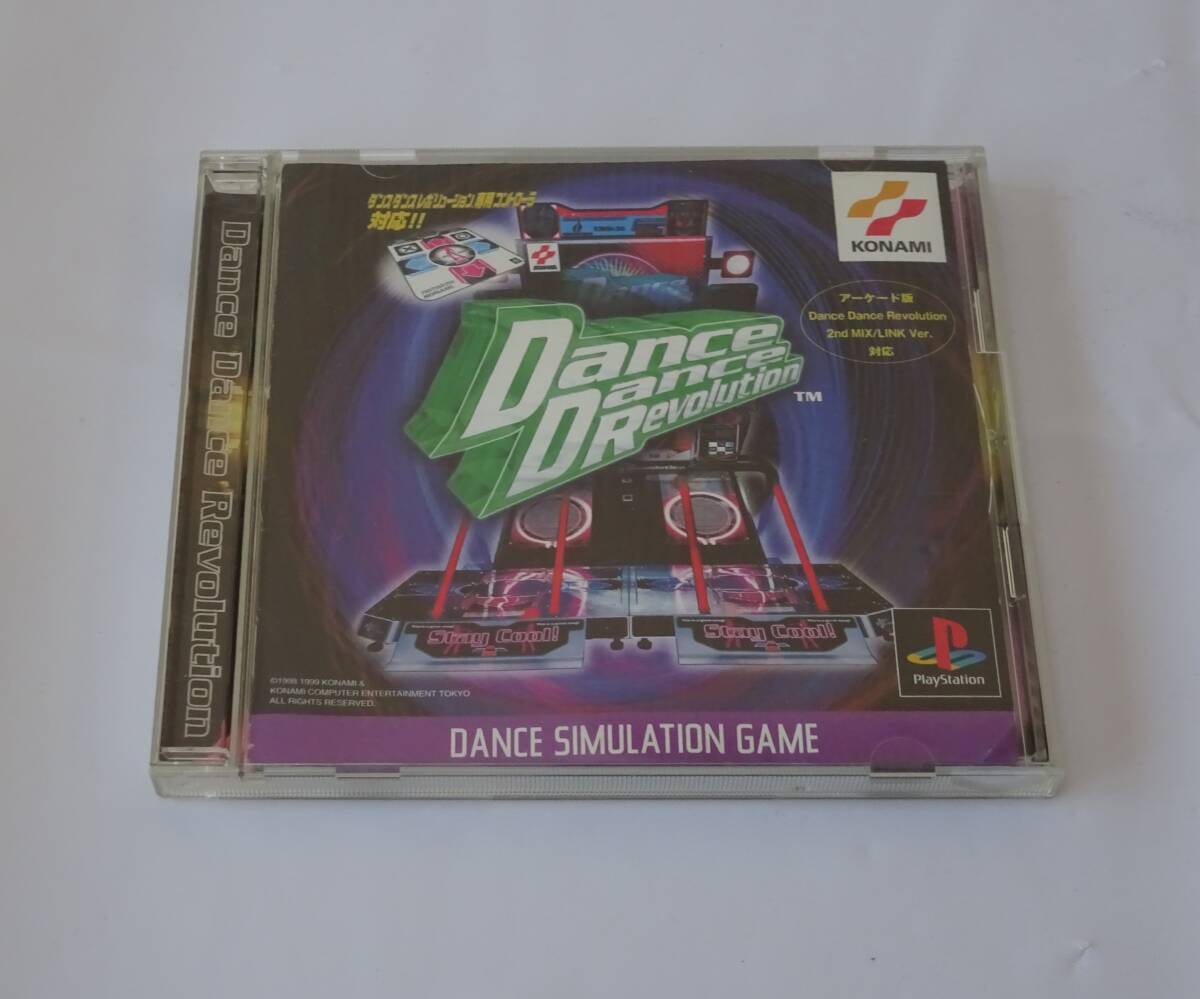 Dance Dance Revolution
ダンスダンスレボリューション専用コントローラ
対応!!
KONAMI
アーケード版
Dance Dance Revolution
2nd MIX/LINK Ver.
対応
Dance
Dance
Revolution
TM
Stay Cool!
Stay Cool!
PlayStation
©1998 1999 KONAMI &
KONAMI COMPUTER ENTERTAINMENT TOKYO
ALL RIGHTS RESERVED.
DANCE SIMULATION GAME